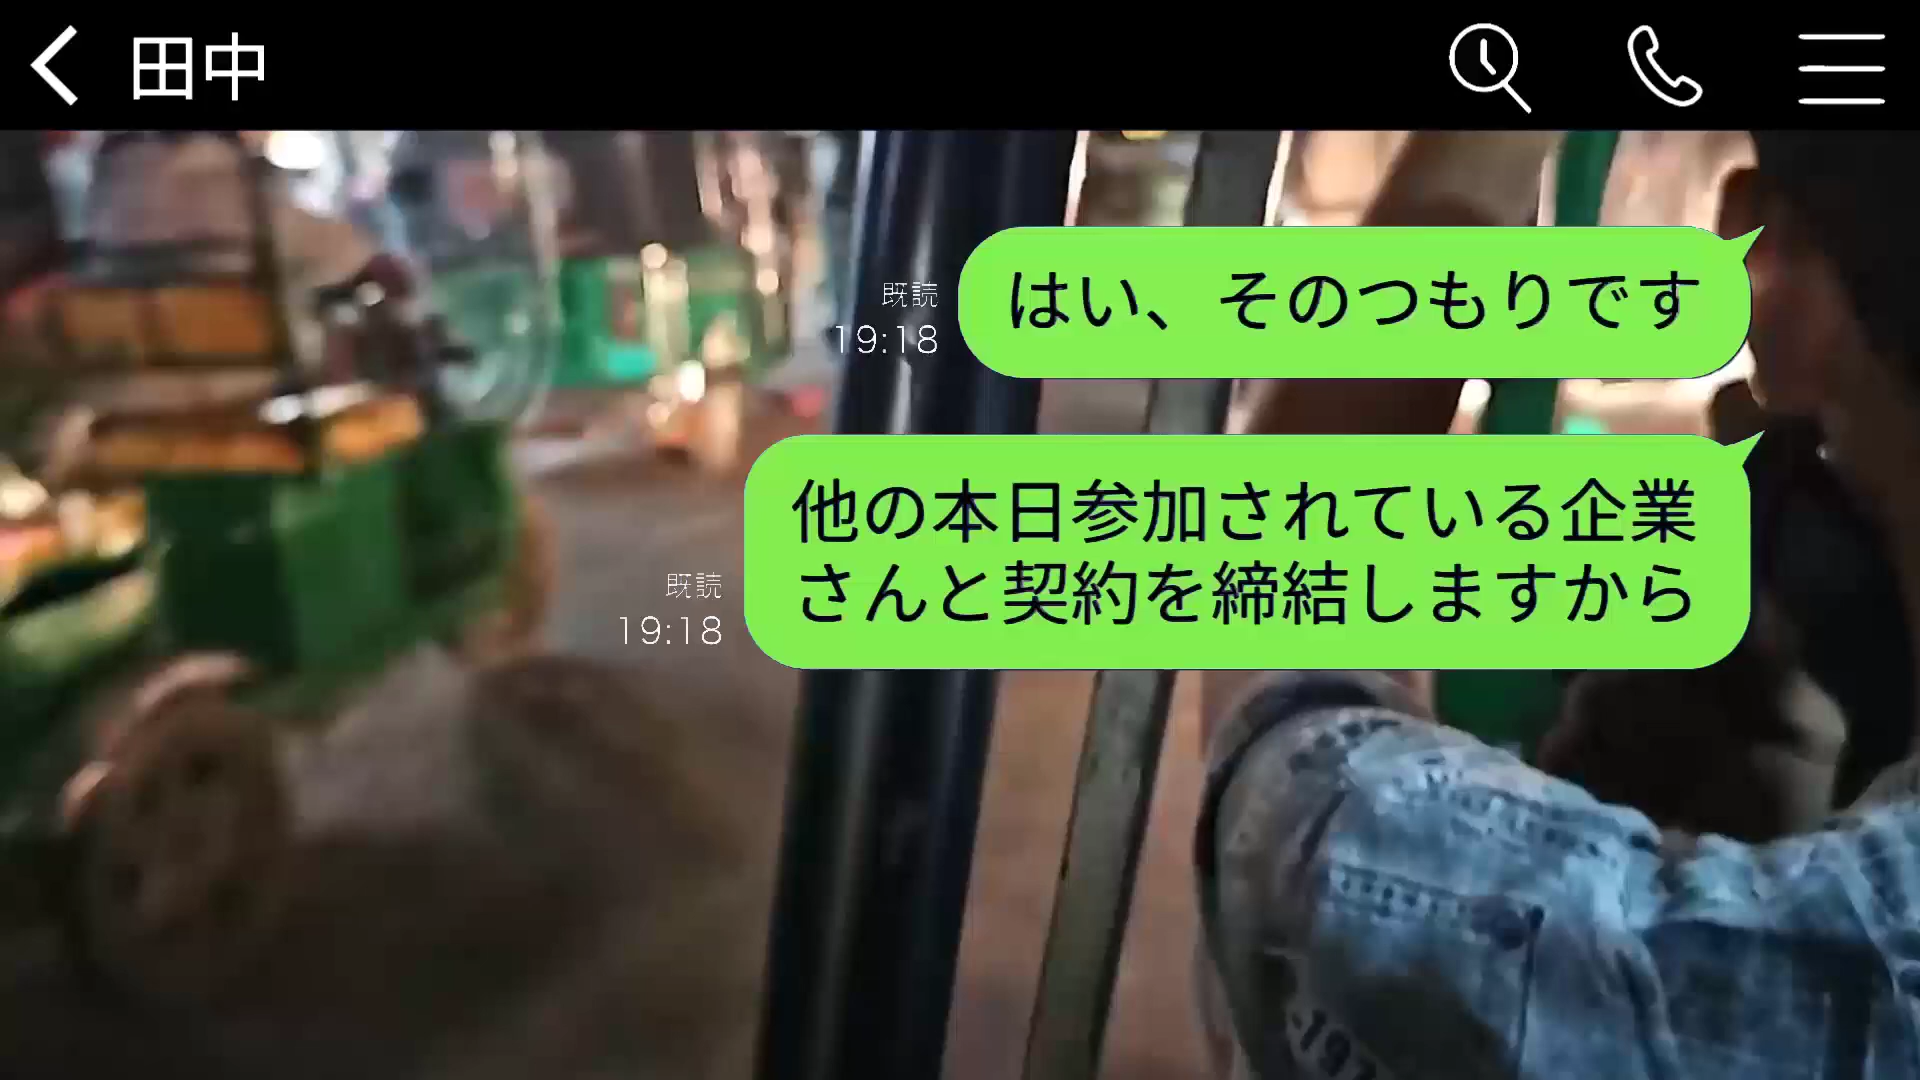 田中
はい、そのつもりです
既読
19:18
他の本日参加されている企業
さんと契約を締結しますから
既読
19:18